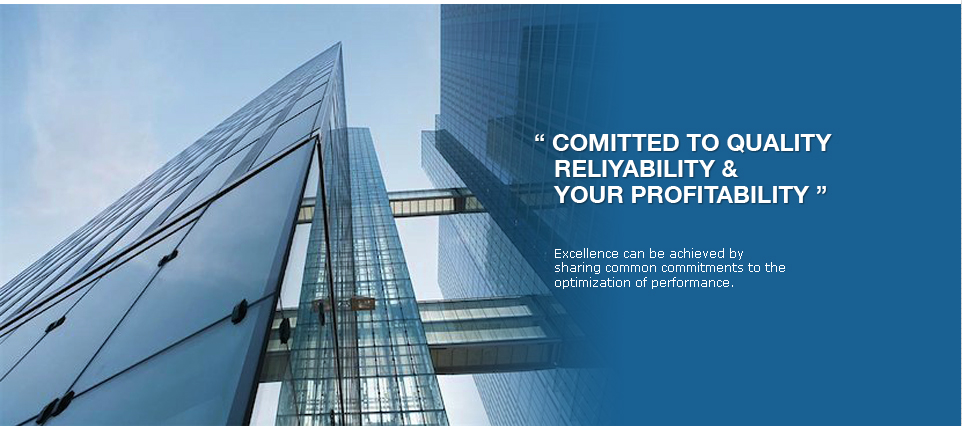 “ COMITTED TO QUALITY
RELIYABILITY &
YOUR PROFITABILITY ”
Excellence can be achieved by
sharing common commitments to the
optimization of performance.